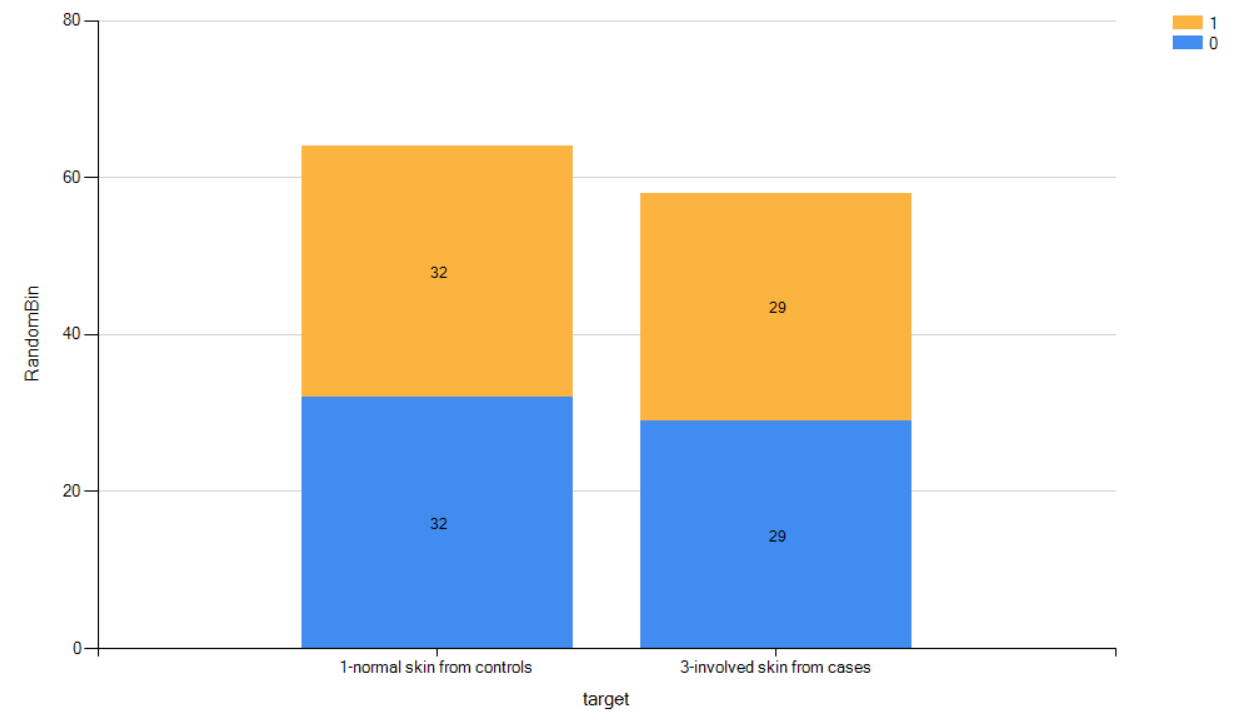 80
1
0
60
32
29
40
RandomBin
20
32
29
0
1-normal skin from controls
3-involved skin from cases
target